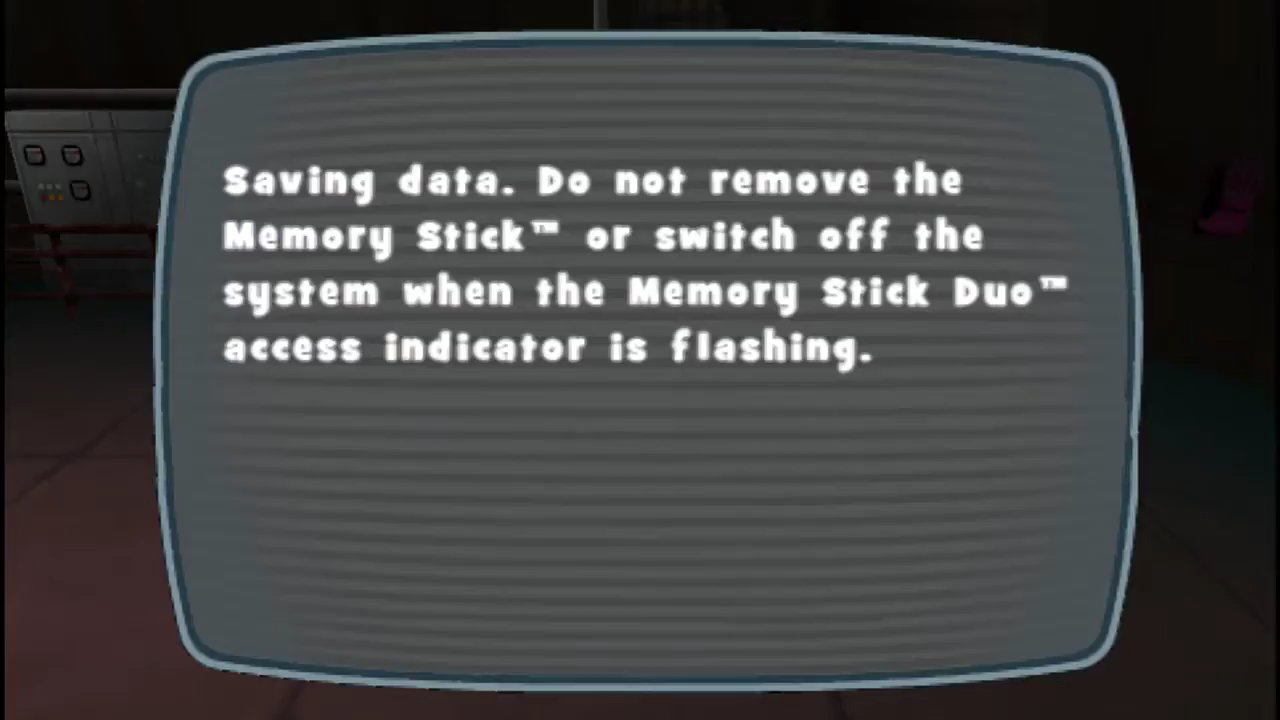 Saving data. Do not remove the
Memory Stick™ or switch off the
system when the Memory Stick Duo™
access indicator is flashing.